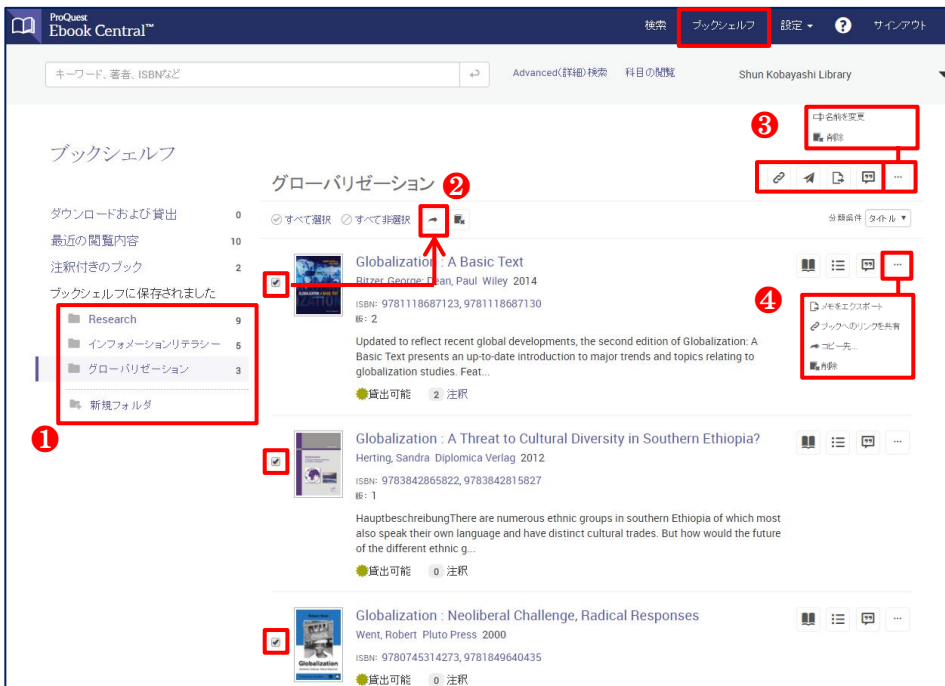 ProQuest
Ebook Central™
検索 ブックシェルフ 設定 ? サインアウト
キーワード、著者、ISBNなど
Advanced(詳細)検索 科目の閲覧
Shun Kobayashi Library
❸
名前を変更
削除
ブックシェルフ
グローバリゼーション
❷
ダウンロードおよび貸出 0
最近の閲覧内容 10
注釈付きのブック 2
ブックシェルフに保存されました
Research 9
インフォメーションリテラシー 5
グローバリゼーション 3
新規フォルダ
❶
すべて選択 すべて非選択
分類条件 タイトル
Globalization : A Basic Text
Ritzer, George; Dean, Paul Wiley 2014
ISBN: 9781118687123, 9781118687130
版: 2
Updated to reflect recent global developments, the second edition of Globalization: A
Basic Text presents an up-to-date introduction to major trends and topics relating to
globalization studies. Feat...
貸出可能 2 注釈
❹
メモをエクスポート
ブックへのリンクを共有
コピー先...
削除
Globalization : A Threat to Cultural Diversity in Southern Ethiopia?
Herting, Sandra Diplomica Verlag 2012
ISBN: 9783842865822, 9783842815827
版: 1
HauptbeschreibungThere are numerous ethnic groups in southern Ethiopia of which most
also speak their own language and have distinct cultural trades. But how would the future
of the different ethnic g...
貸出可能 0 注釈
Globalization : Neoliberal Challenge, Radical Responses
Went, Robert Pluto Press 2000
ISBN: 9780745314273, 9781849640435
貸出可能 0 注釈
Globalization